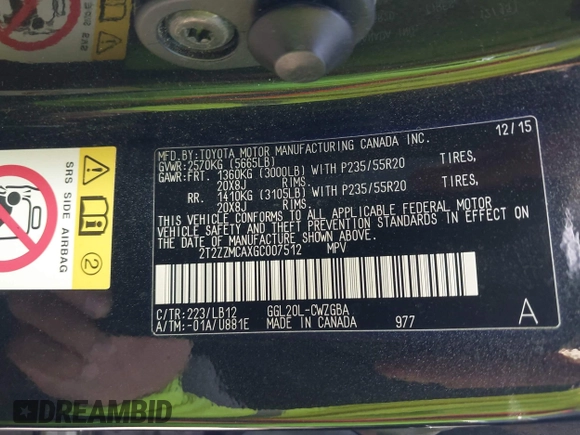 MFD.BY:TOYOTA MOTOR MANUFACTURING CANADA INC. 12/15
GVWR:2570KG (5665LB)
GAWR:FRT. 1360KG (3000LB) WITH P235/55R20 TIRES,
20X8J RIMS.
RR. 1410KG (3105LB) WITH P235/55R20 TIRES,
20X8J RIMS.
THIS VEHICLE CONFORMS TO ALL APPLICABLE FEDERAL MOTOR
VEHICLE SAFETY AND THEFT PREVENTION STANDARDS IN EFFECT ON
THE DATE OF MANUFACTURE SHOWN ABOVE.
2T2ZZMCAXGC007512 MPV
C/TR:223/LB12 GGL20L-CWZGBA
A/TM:-01A/U881E MADE IN CANADA 977 A
SRS SIDE AIRBAG
2
DREAMBID